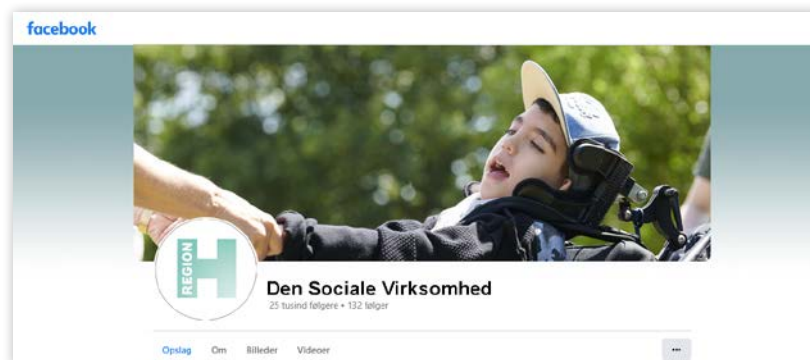 facebook
REGION H
Den Sociale Virksomhed
25 tusind følgere • 132 følger
Opslag Om Billeder Videoer ...